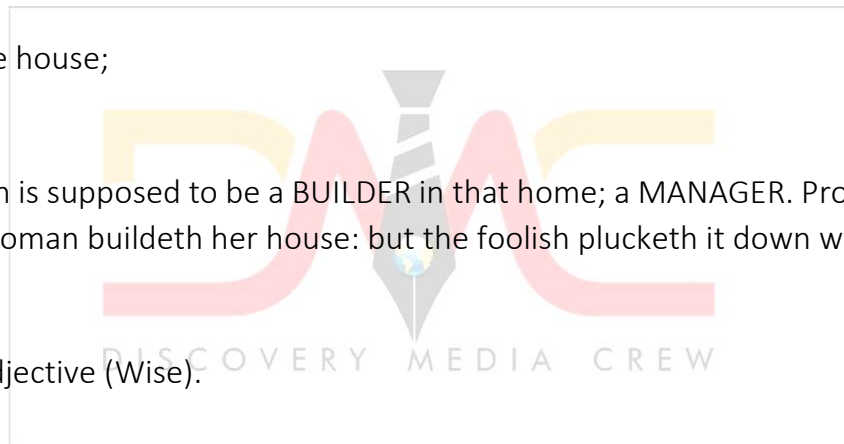 e house;
n is supposed to be a BUILDER in that home; a MANAGER. Pro
oman buildeth her house: but the foolish plucketh it down w
DISCOVERY MEDIA CREW
djective (Wise).